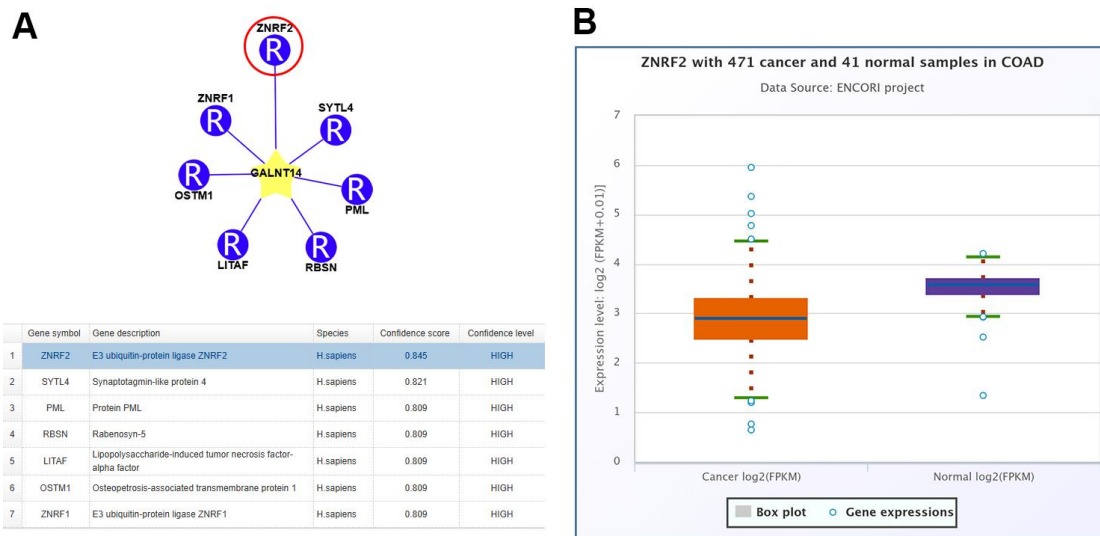 A
ZNRF2
R
ZNRF1
R
SYTL4
R
GALNT14
R
OSTM1
R
PML
R
LITAF
R
RBSN
Gene symbol Gene description Species Confidence score Confidence level
1 ZNRF2 E3 ubiquitin-protein ligase ZNRF2 H.sapiens 0.845 HIGH
2 SYTL4 Synaptotagmin-like protein 4 H.sapiens 0.821 HIGH
3 PML Protein PML H.sapiens 0.809 HIGH
4 RBSN Rabenosyn-5 H.sapiens 0.809 HIGH
5 LITAF Lipopolysaccharide-induced tumor necrosis factor-
alpha factor H.sapiens 0.809 HIGH
6 OSTM1 Osteopetrosis-associated transmembrane protein 1 H.sapiens 0.809 HIGH
7 ZNRF1 E3 ubiquitin-protein ligase ZNRF1 H.sapiens 0.809 HIGH
B
ZNRF2 with 471 cancer and 41 normal samples in COAD
Data Source: ENCORI project
Expression level: log2 (FPKM+0.01)]
7
6
5
4
3
2
1
0
Cancer log2(FPKM) Normal log2(FPKM)
Box plot Gene expressions